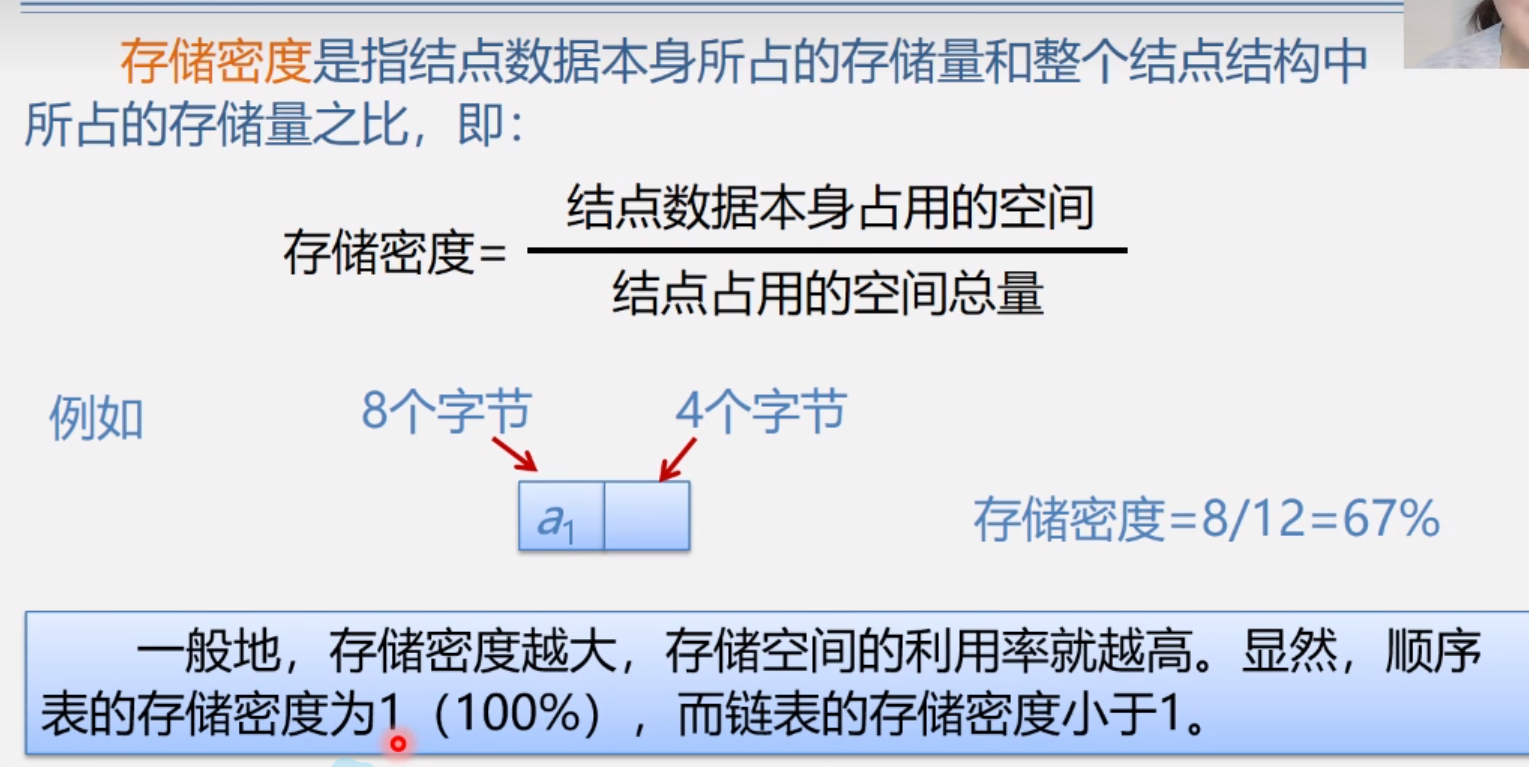 存储密度是指结点数据本身所占的存储量和整个结点结构中
所占的存储量之比，即：
结点数据本身占用的空间
存储密度=
结点占用的空间总量
例如
8个字节
4个字节
a₁
存储密度=8/12=67%
一般地，存储密度越大，存储空间的利用率就越高。显然，顺序
表的存储密度为1（100%），而链表的存储密度小于1。